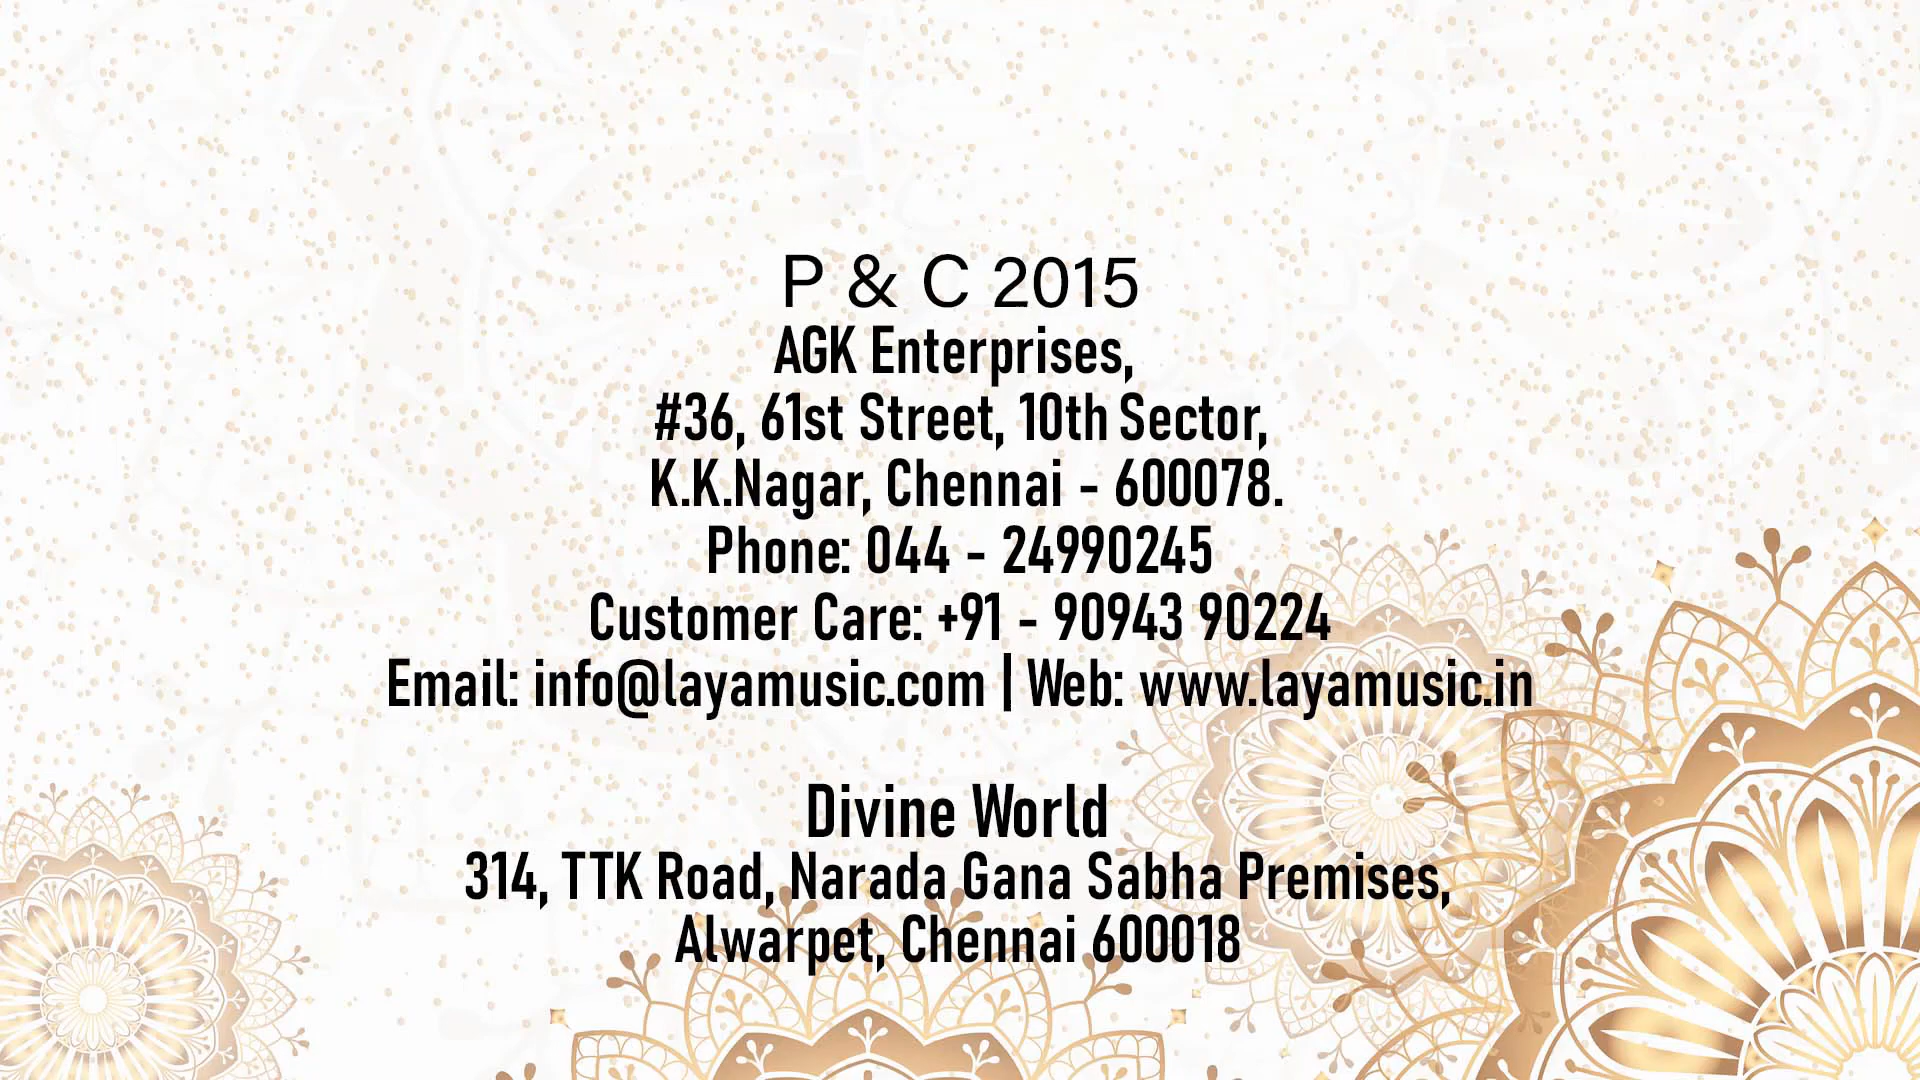 P & C 2015
AGK Enterprises,
#36, 61st Street, 10th Sector,
K.K.Nagar, Chennai - 600078.
Phone: 044 - 24990245
Customer Care: +91 - 90943 90224
Email: info@layamusic.com | Web: www.layamusic.in
Divine World
314, TTK Road, Narada Gana Sabha Premises,
Alwarpet, Chennai 600018